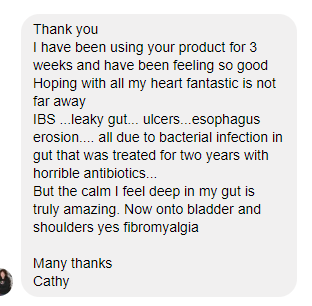 Thank you
I have been using your product for 3
weeks and have been feeling so good
Hoping with all my heart fantastic is not
far away
IBS ...leaky gut... ulcers...esophagus
erosion.... all due to bacterial infection in
gut that was treated for two years with
horrible antibiotics...
But the calm I feel deep in my gut is
truly amazing. Now onto bladder and
shoulders yes fibromyalgia

Many thanks
Cathy